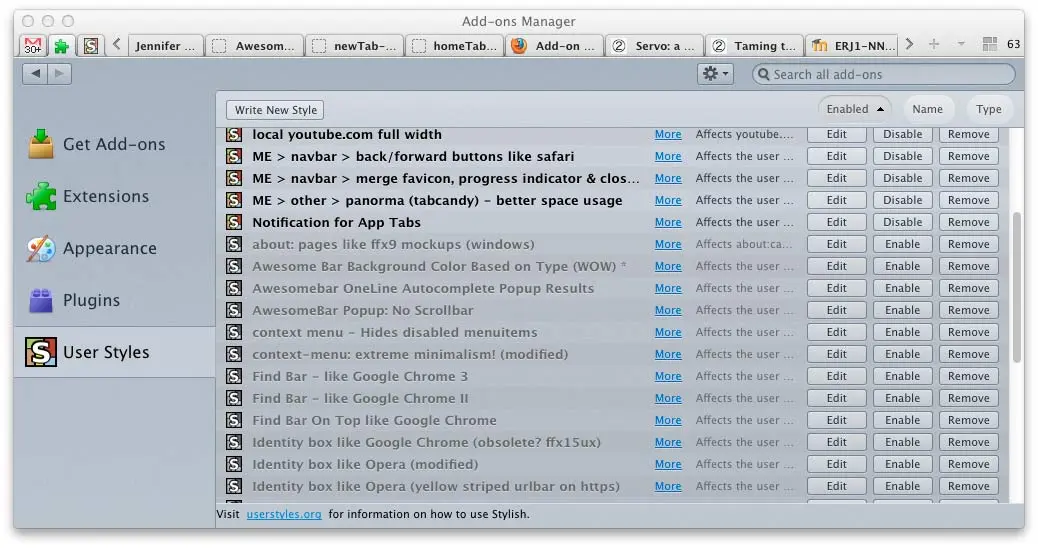 Add-ons Manager
30+ Jennifer ... Awesom... newTab-... homeTab... Add-on ... Servo: a ... Taming t... ERJ1-NN... 63
Search all add-ons
Write New Style Enabled Name Type
Get Add-ons
Extensions
Appearance
Plugins
User Styles
local youtube.com full width More Affects youtube.... Edit Disable Remove
ME > navbar > back/forward buttons like safari More Affects the user ... Edit Disable Remove
ME > navbar > merge favicon, progress indicator & clos... More Affects the user ... Edit Disable Remove
ME > other > panorma (tabcandy) - better space usage More Affects the user ... Edit Disable Remove
Notification for App Tabs More Affects the user ... Edit Disable Remove
about: pages like ffx9 mockups (windows) More Affects about:ca... Edit Enable Remove
Awesome Bar Background Color Based on Type (WOW) * More Affects the user ... Edit Enable Remove
Awesomebar OneLine Autocomplete Popup Results More Affects the user ... Edit Enable Remove
AwesomeBar Popup: No Scrollbar More Affects the user ... Edit Enable Remove
context menu - Hides disabled menuitems More Affects the user ... Edit Enable Remove
context-menu: extreme minimalism! (modified) More Affects the user ... Edit Enable Remove
Find Bar - like Google Chrome 3 More Affects the user ... Edit Enable Remove
Find Bar - like Google Chrome II More Affects the user ... Edit Enable Remove
Find Bar On Top like Google Chrome More Affects the user ... Edit Enable Remove
Identity box like Google Chrome (obsolete? ffx15ux) More Affects the user ... Edit Enable Remove
Identity box like Opera (modified) More Affects the user ... Edit Enable Remove
Identity box like Opera (yellow striped urlbar on https) More Affects the user ... Edit Enable Remove
Visit userstyles.org for information on how to use Stylish.